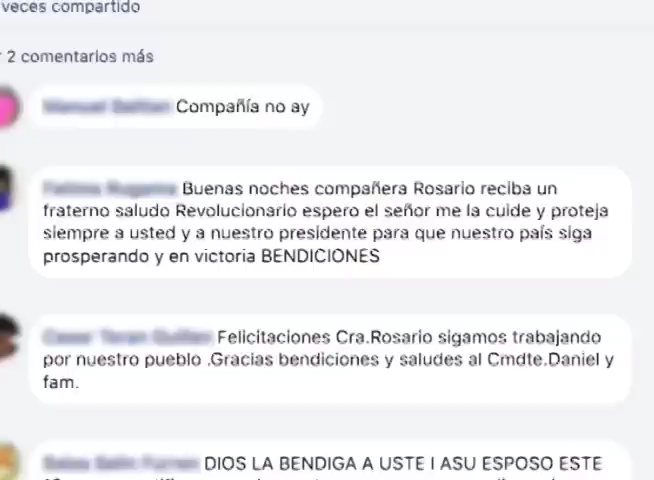 veces compartido
2 comentarios más
Compañía no ay
Buenas noches compañera Rosario reciba un
fraterno saludo Revolucionario espero el señor me la cuide y proteja
siempre a usted y a nuestro presidente para que nuestro país siga
prosperando y en victoria BENDICIONES
Felicitaciones Cra.Rosario sigamos trabajando
por nuestro pueblo .Gracias bendiciones y saludes al Cmdte.Daniel y
fam.
DIOS LA BENDIGA A USTE I ASU ESPOSO ESTE